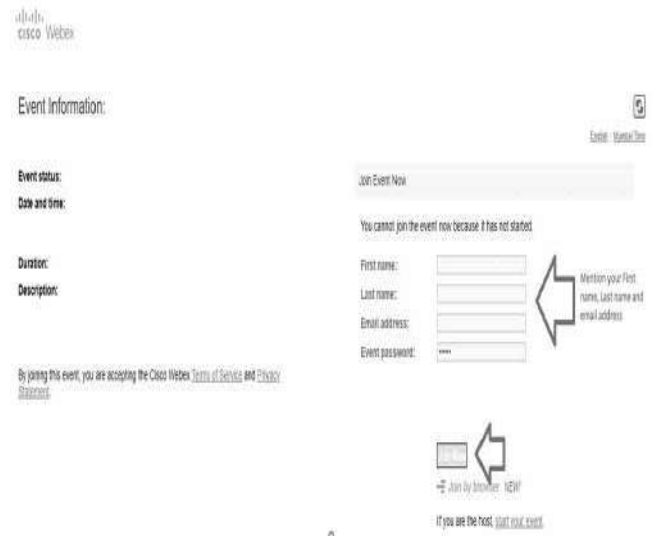 cisco Webex
Event Information:
English : Mumbai Time
Event status:
Join Event Now
Date and time:
You cannot join the event now because it has not started.
Duration:
First name:
Description:
Last name:
Mention your First
name, Last name and
email address
Email address:
Event password:
•••••
By joining this event, you are accepting the Cisco Webex Terms of Service and Privacy
Statement.
Join by browser NEW!
If you are the host, start your event.